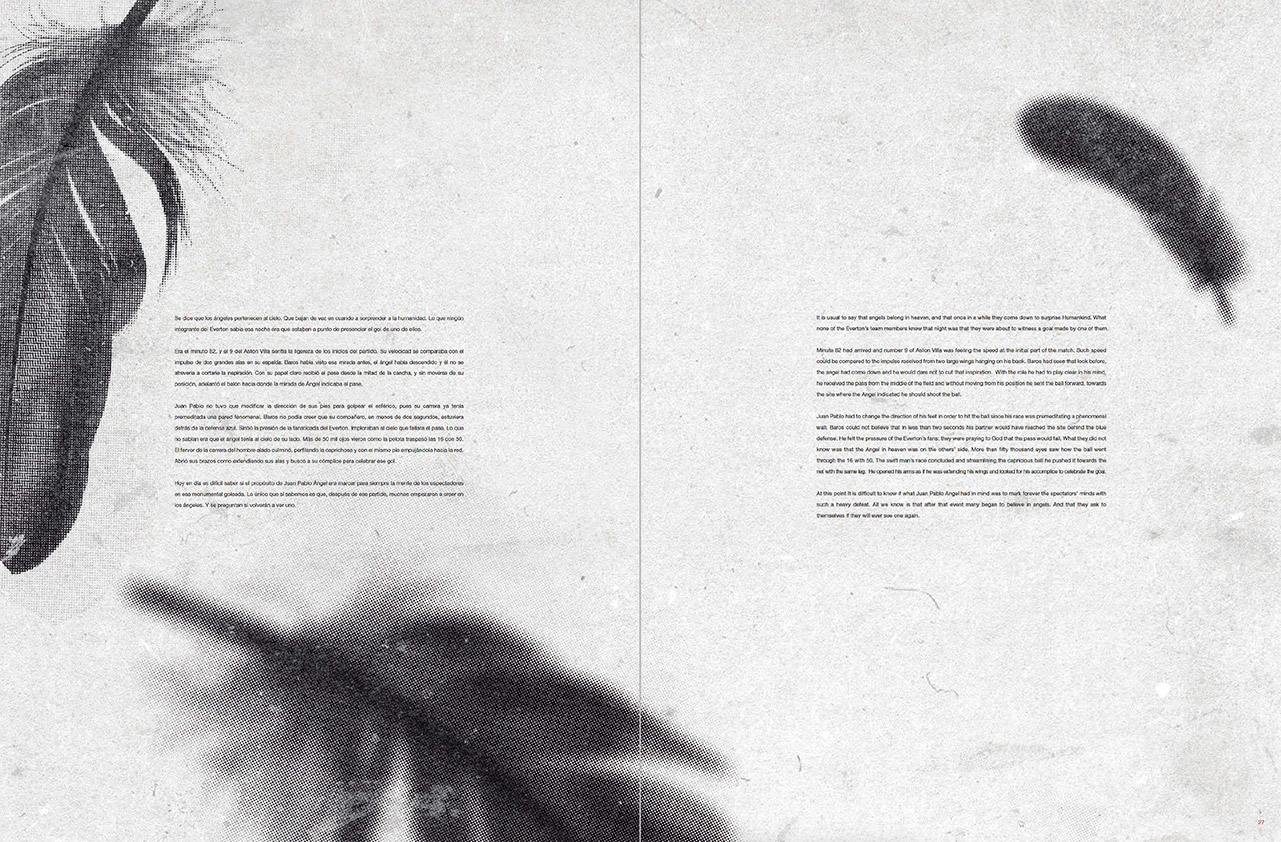 Se dice que los ángeles pertenecen al cielo. Que bajan de vez en cuando a sorprender a la humanidad. Lo que ningún
integrante del Everton sabía esa noche era que estaban a punto de presenciar el gol de uno de ellos.
Era el minuto 82, y el 9 del Aston Villa sentía la ligereza de los inicios del partido. Su velocidad se comparaba con el
impulso de dos grandes alas en su espalda. Baros había visto esa mirada antes, el ángel había descendido y él no se
atrevería a cortarle la inspiración. Con su papel claro recibió el pase desde la mitad de la cancha, y sin moverse de su
posición, adelantó el balón hacia donde la mirada de Ángel indicaba el pase.
Juan Pablo no tuvo que modificar la dirección de sus pies para golpear el esférico, pues su carrera ya tenía
premeditada una pared fenomenal. Baros no podía creer que su compañero, en menos de dos segundos, estuviera
detrás de la defensa azul. Sintió la presión de la fanaticada del Everton. Imploraban al cielo que fallara el pase. Lo que
no sabían era que el ángel tenía al cielo de su lado. Más de 50 mil ojos vieron cómo la pelota traspasó las 16 con 50.
El fervor de la carrera del hombre alado culminó, perfilando la caprichosa y con el mismo pie empujándola hacia la red.
Abrió sus brazos como extendiendo sus alas y buscó a su cómplice para celebrar ese gol.
Hoy en día es difícil saber si el propósito de Juan Pablo Ángel era marcar para siempre la mente de los espectadores
en esa monumental goleada. Lo único que sí sabemos es que, después de ese partido, muchos empezaron a creer en
los ángeles. Y se preguntan si volverán a ver uno.
It is usual to say that angels belong in heaven, and that once in a while they come down to surprise Humankind. What
none of the Everton's team members knew that night was that they were about to witness a goal made by one of them.
Minute 82 had arrived and number 9 of Aston Villa was feeling the speed at the initial part of the match. Such speed
could be compared to the impulse received from two large wings hanging on his back. Baros had seen that look before,
the angel had come down and he would dare not to cut that inspiration. With the role he had to play clear in his mind,
he received the pass from the middle of the field and without moving from his position he sent the ball forward, towards
the site where the Angel indicated he should shoot the ball.
Juan Pablo had to change the direction of his feet in order to hit the ball since his race was premeditating a phenomenal
wall. Baros could not believe that in less than two seconds his partner would have reached the site behind the blue
defense. He felt the pressure of the Everton's fans; they were praying to God that the pass would fail. What they did not
know was that the Angel in heaven was on the others' side. More than fifty thousand eyes saw how the ball went
through the 16 with 50. The swift man's race concluded and streamlining the capricious ball he pushed it towards the
net with the same leg. He opened his arms as if he was extending his wings and looked for his accomplice to celebrate the goal.
At this point it is difficult to know if what Juan Pablo Angel had in mind was to mark forever the spectators' minds with
such a heavy defeat. All we know is that after that event many began to believe in angels. And that they ask to
themselves if they will ever see one again.
27